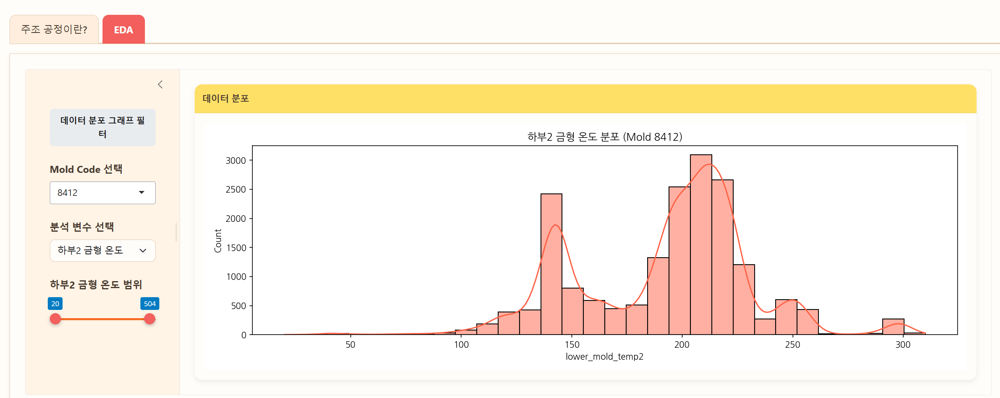 주조 공정이란?
EDA
데이터 분포 그래프 필
터
Mold Code 선택
8412
분석 변수 선택
하부2 금형 온도
하부2 금형 온도 범위
20
504
데이터 분포
하부2 금형 온도 분포 (Mold 8412)
Count
3000
2500
2000
1500
1000
500
0
50
100
150
200
250
300
lower_mold_temp2